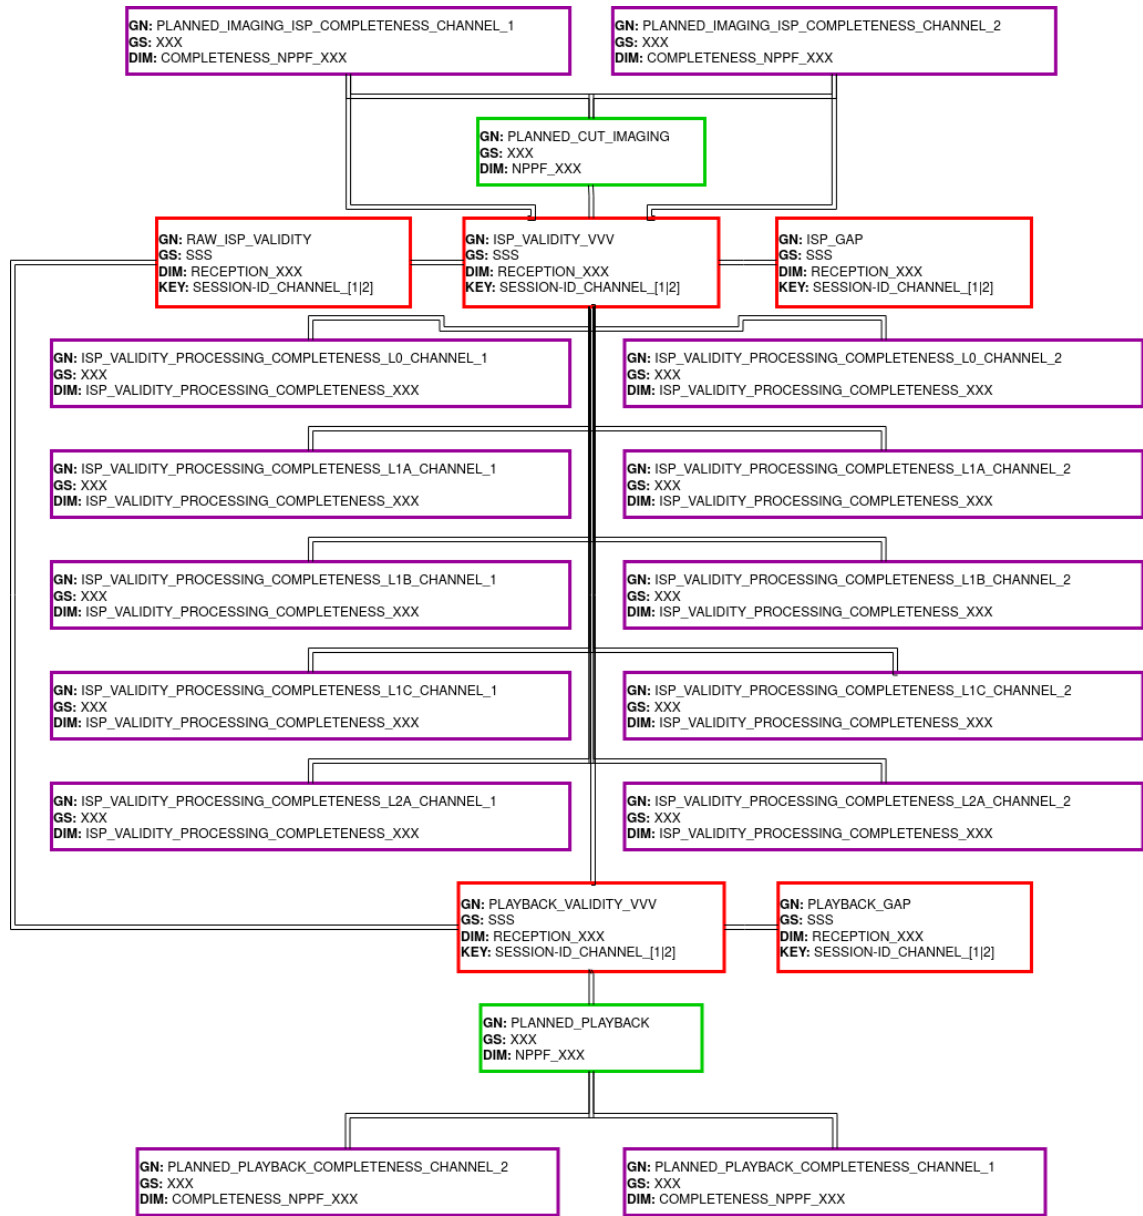 GN: PLANNED_IMAGING_ISP_COMPLETENESS_CHANNEL_1
GS: XXX
DIM: COMPLETENESS_NPPF_XXX
GN: PLANNED_IMAGING_ISP_COMPLETENESS_CHANNEL_2
GS: XXX
DIM: COMPLETENESS_NPPF_XXX
GN: PLANNED_CUT_IMAGING
GS: XXX
DIM: NPPF_XXX
GN: RAW_ISP_VALIDITY
GS: SSS
DIM: RECEPTION_XXX
KEY: SESSION-ID_CHANNEL_[1|2]
GN: ISP_VALIDITY_VVV
GS: SSS
DIM: RECEPTION_XXX
KEY: SESSION-ID_CHANNEL_[1|2]
GN: ISP_GAP
GS: SSS
DIM: RECEPTION_XXX
KEY: SESSION-ID_CHANNEL_[1|2]
GN: ISP_VALIDITY_PROCESSING_COMPLETENESS_L0_CHANNEL_1
GS: XXX
DIM: ISP_VALIDITY_PROCESSING_COMPLETENESS_XXX
GN: ISP_VALIDITY_PROCESSING_COMPLETENESS_L0_CHANNEL_2
GS: XXX
DIM: ISP_VALIDITY_PROCESSING_COMPLETENESS_XXX
GN: ISP_VALIDITY_PROCESSING_COMPLETENESS_L1A_CHANNEL_1
GS: XXX
DIM: ISP_VALIDITY_PROCESSING_COMPLETENESS_XXX
GN: ISP_VALIDITY_PROCESSING_COMPLETENESS_L1A_CHANNEL_2
GS: XXX
DIM: ISP_VALIDITY_PROCESSING_COMPLETENESS_XXX
GN: ISP_VALIDITY_PROCESSING_COMPLETENESS_L1B_CHANNEL_1
GS: XXX
DIM: ISP_VALIDITY_PROCESSING_COMPLETENESS_XXX
GN: ISP_VALIDITY_PROCESSING_COMPLETENESS_L1B_CHANNEL_2
GS: XXX
DIM: ISP_VALIDITY_PROCESSING_COMPLETENESS_XXX
GN: ISP_VALIDITY_PROCESSING_COMPLETENESS_L1C_CHANNEL_1
GS: XXX
DIM: ISP_VALIDITY_PROCESSING_COMPLETENESS_XXX
GN: ISP_VALIDITY_PROCESSING_COMPLETENESS_L1C_CHANNEL_2
GS: XXX
DIM: ISP_VALIDITY_PROCESSING_COMPLETENESS_XXX
GN: ISP_VALIDITY_PROCESSING_COMPLETENESS_L2A_CHANNEL_1
GS: XXX
DIM: ISP_VALIDITY_PROCESSING_COMPLETENESS_XXX
GN: ISP_VALIDITY_PROCESSING_COMPLETENESS_L2A_CHANNEL_2
GS: XXX
DIM: ISP_VALIDITY_PROCESSING_COMPLETENESS_XXX
GN: PLAYBACK_VALIDITY_VVV
GS: SSS
DIM: RECEPTION_XXX
KEY: SESSION-ID_CHANNEL_[1|2]
GN: PLAYBACK_GAP
GS: SSS
DIM: RECEPTION_XXX
KEY: SESSION-ID_CHANNEL_[1|2]
GN: PLANNED_PLAYBACK
GS: XXX
DIM: NPPF_XXX
GN: PLANNED_PLAYBACK_COMPLETENESS_CHANNEL_2
GS: XXX
DIM: COMPLETENESS_NPPF_XXX
GN: PLANNED_PLAYBACK_COMPLETENESS_CHANNEL_1
GS: XXX
DIM: COMPLETENESS_NPPF_XXX